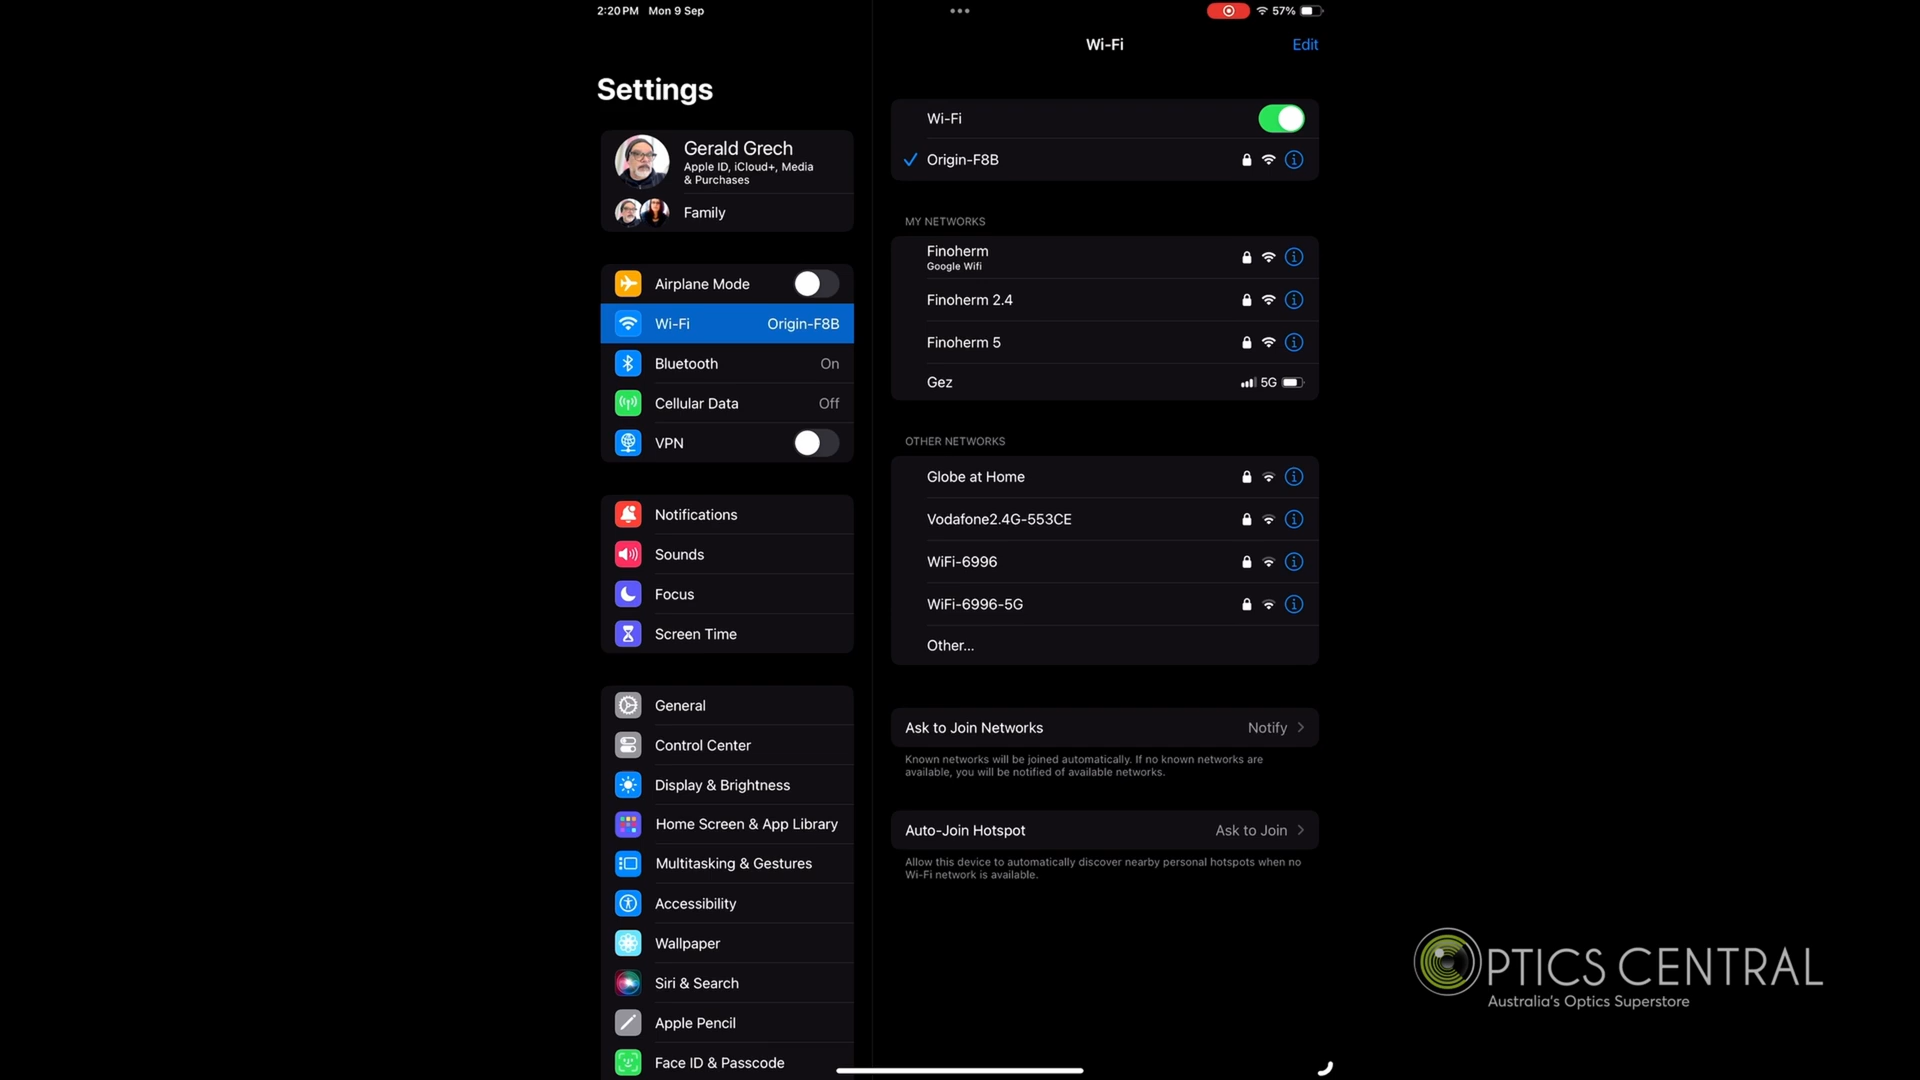 2:20 PM Mon 9 Sep
57%
Settings
Gerald Grech
Apple ID, iCloud+, Media
& Purchases
Family
Airplane Mode
Wi-Fi Origin-F8B
Bluetooth On
Cellular Data Off
VPN
Notifications
Sounds
Focus
Screen Time
General
Control Center
Display & Brightness
Home Screen & App Library
Multitasking & Gestures
Accessibility
Wallpaper
Siri & Search
Apple Pencil
Face ID & Passcode
Wi-Fi
Edit
Wi-Fi
Origin-F8B
MY NETWORKS
Finoherm
Google Wifi
Finoherm 2.4
Finoherm 5
Gez 5G
OTHER NETWORKS
Globe at Home
Vodafone2.4G-553CE
WiFi-6996
WiFi-6996-5G
Other...
Ask to Join Networks Notify
Known networks will be joined automatically. If no known networks are
available, you will be notified of available networks.
Auto-Join Hotspot Ask to Join
Allow this device to automatically discover nearby personal hotspots when no
Wi-Fi network is available.
OPTICS CENTRAL
Australia's Optics Superstore